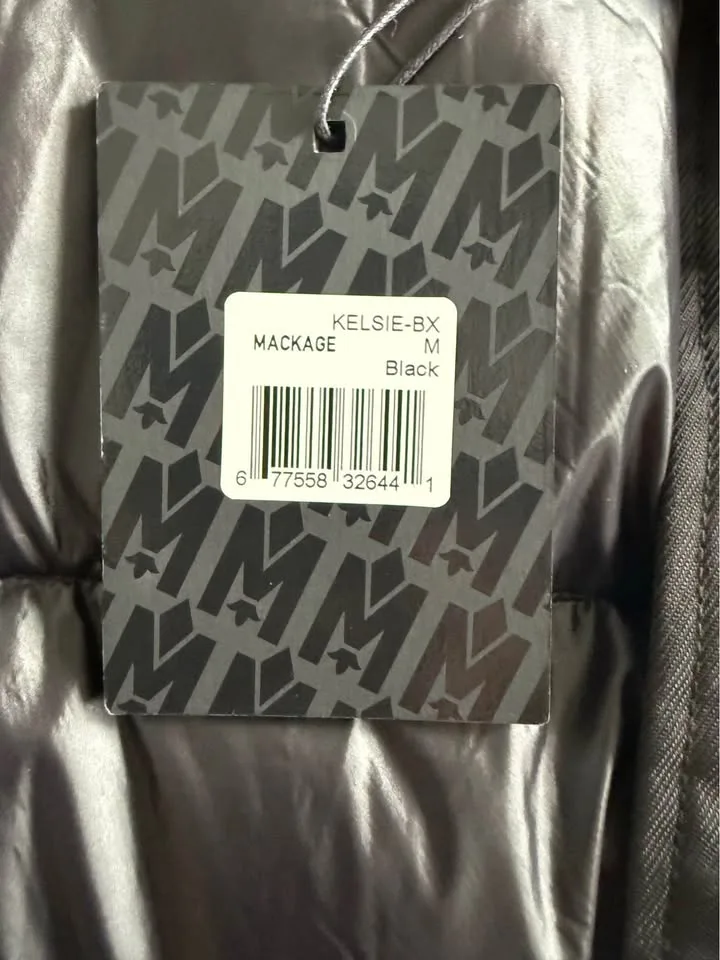 KELSIE-BX
MACKAGE M
Black
6 77558 32644 1